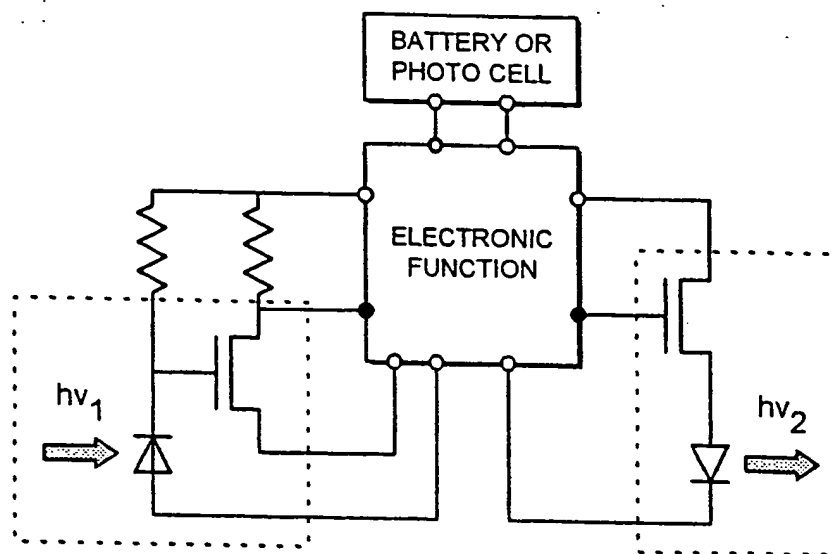 BATTERY OR
PHOTO CELL
ELECTRONIC
FUNCTION
hv1
hv2